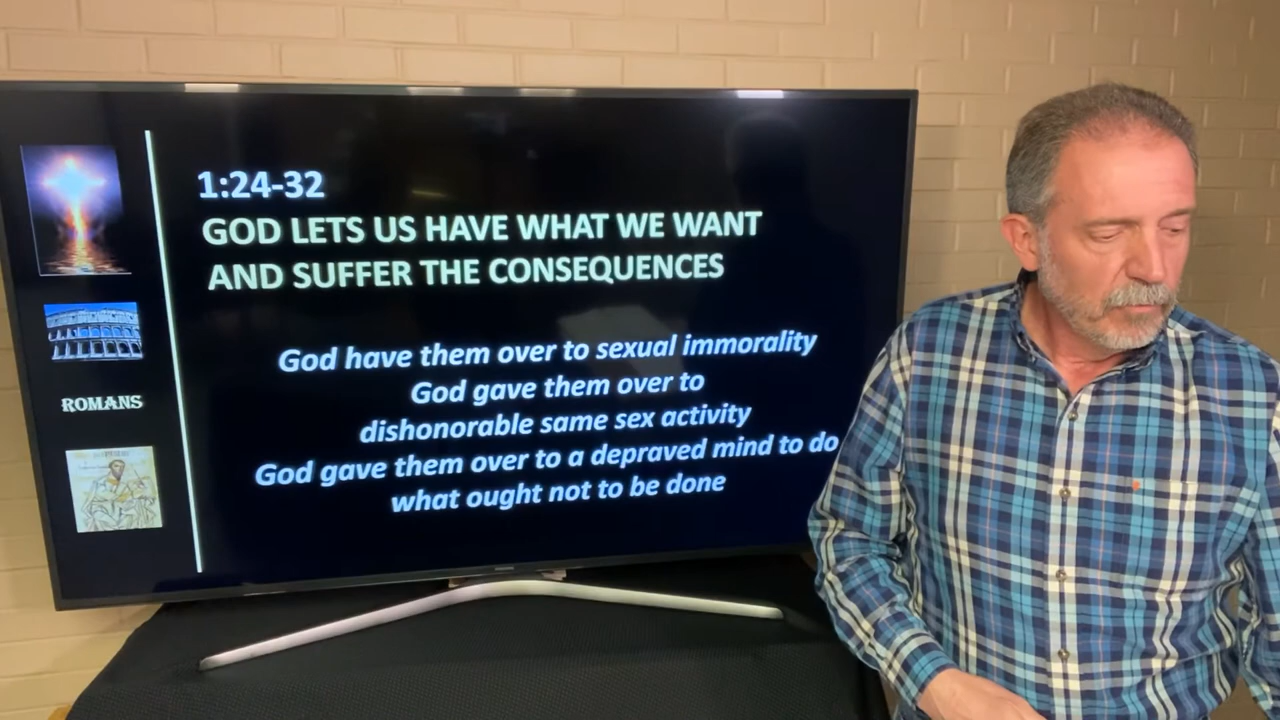 1:24-32
GOD LETS US HAVE WHAT WE WANT
AND SUFFER THE CONSEQUENCES
God have them over to sexual immorality
God gave them over to
dishonorable same sex activity
God gave them over to a depraved mind to do
what ought not to be done
ROMANS